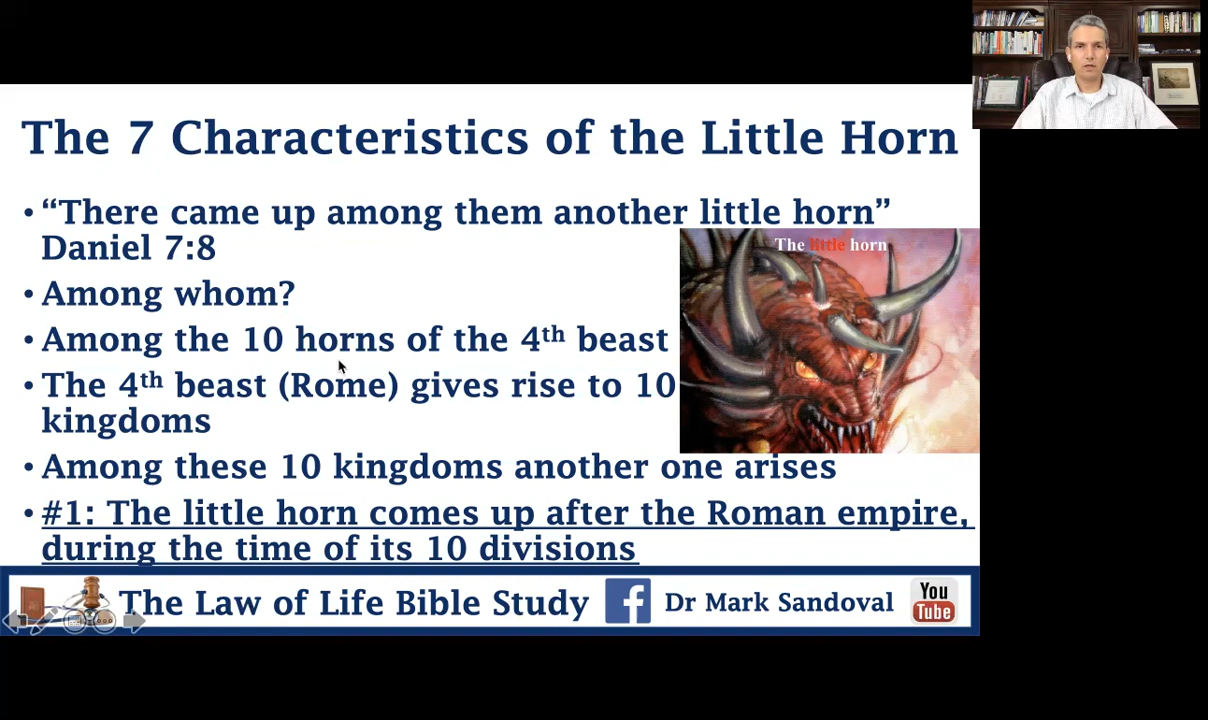 The 7 Characteristics of the Little Horn
• “There came up among them another little horn”
Daniel 7:8
The little horn
• Among whom?
• Among the 10 horns of the 4th beast
• The 4th beast (Rome) gives rise to 10
kingdoms
• Among these 10 kingdoms another one arises
• #1: The little horn comes up after the Roman empire,
during the time of its 10 divisions
The Law of Life Bible Study
f
Dr Mark Sandoval
You
Tube